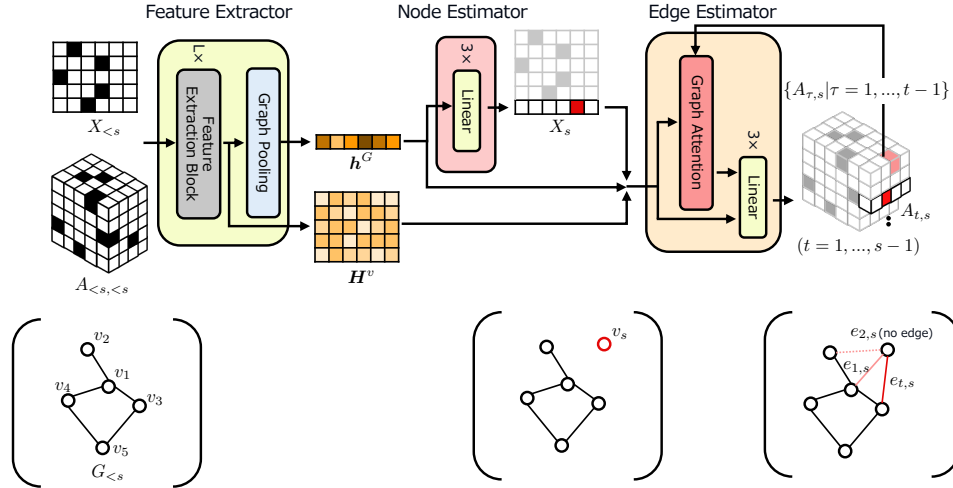 Feature Extractor
Node Estimator
Edge Estimator
L×
Feature
Extraction Block
Graph Pooling
3×
Linear
Graph Attention
3×
Linear
X_{<s}
A_{<s,<s}
h^G
H^v
X_s
{A_{τ,s}|τ = 1, ..., t − 1}
A_{t,s}
(t = 1, ..., s − 1)
v_2
v_1
v_4
v_3
v_5
G_{<s}
v_s
e_{2,s} (no edge)
e_{1,s}
e_{t,s}